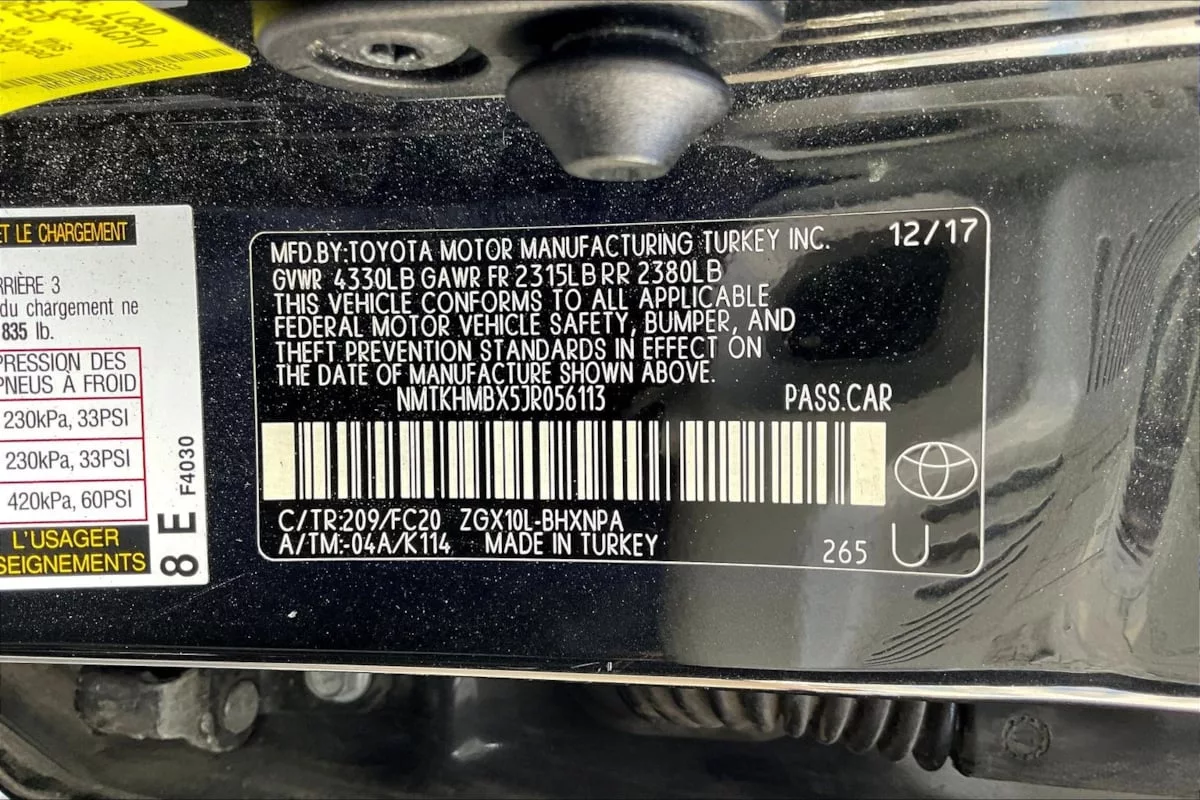 LOAD
CAPACITY
ET LE CHARGEMENT
RRIÈRE 3
du chargement ne
835 lb.
PRESSION DES
PNEUS À FROID
230kPa, 33PSI
230kPa, 33PSI
420kPa, 60PSI
L'USAGER
SEIGNEMENTS
8 E F4030
MFD.BY:TOYOTA MOTOR MANUFACTURING TURKEY INC. 12/17
GVWR 4330LB GAWR FR 2315LB RR 2380LB
THIS VEHICLE CONFORMS TO ALL APPLICABLE
FEDERAL MOTOR VEHICLE SAFETY, BUMPER, AND
THEFT PREVENTION STANDARDS IN EFFECT ON
THE DATE OF MANUFACTURE SHOWN ABOVE.
NMTKHMBX5JR056113 PASS.CAR
C/TR:209/FC20 ZGX10L-BHXNPA
A/TM:-04A/K114 MADE IN TURKEY
265 U